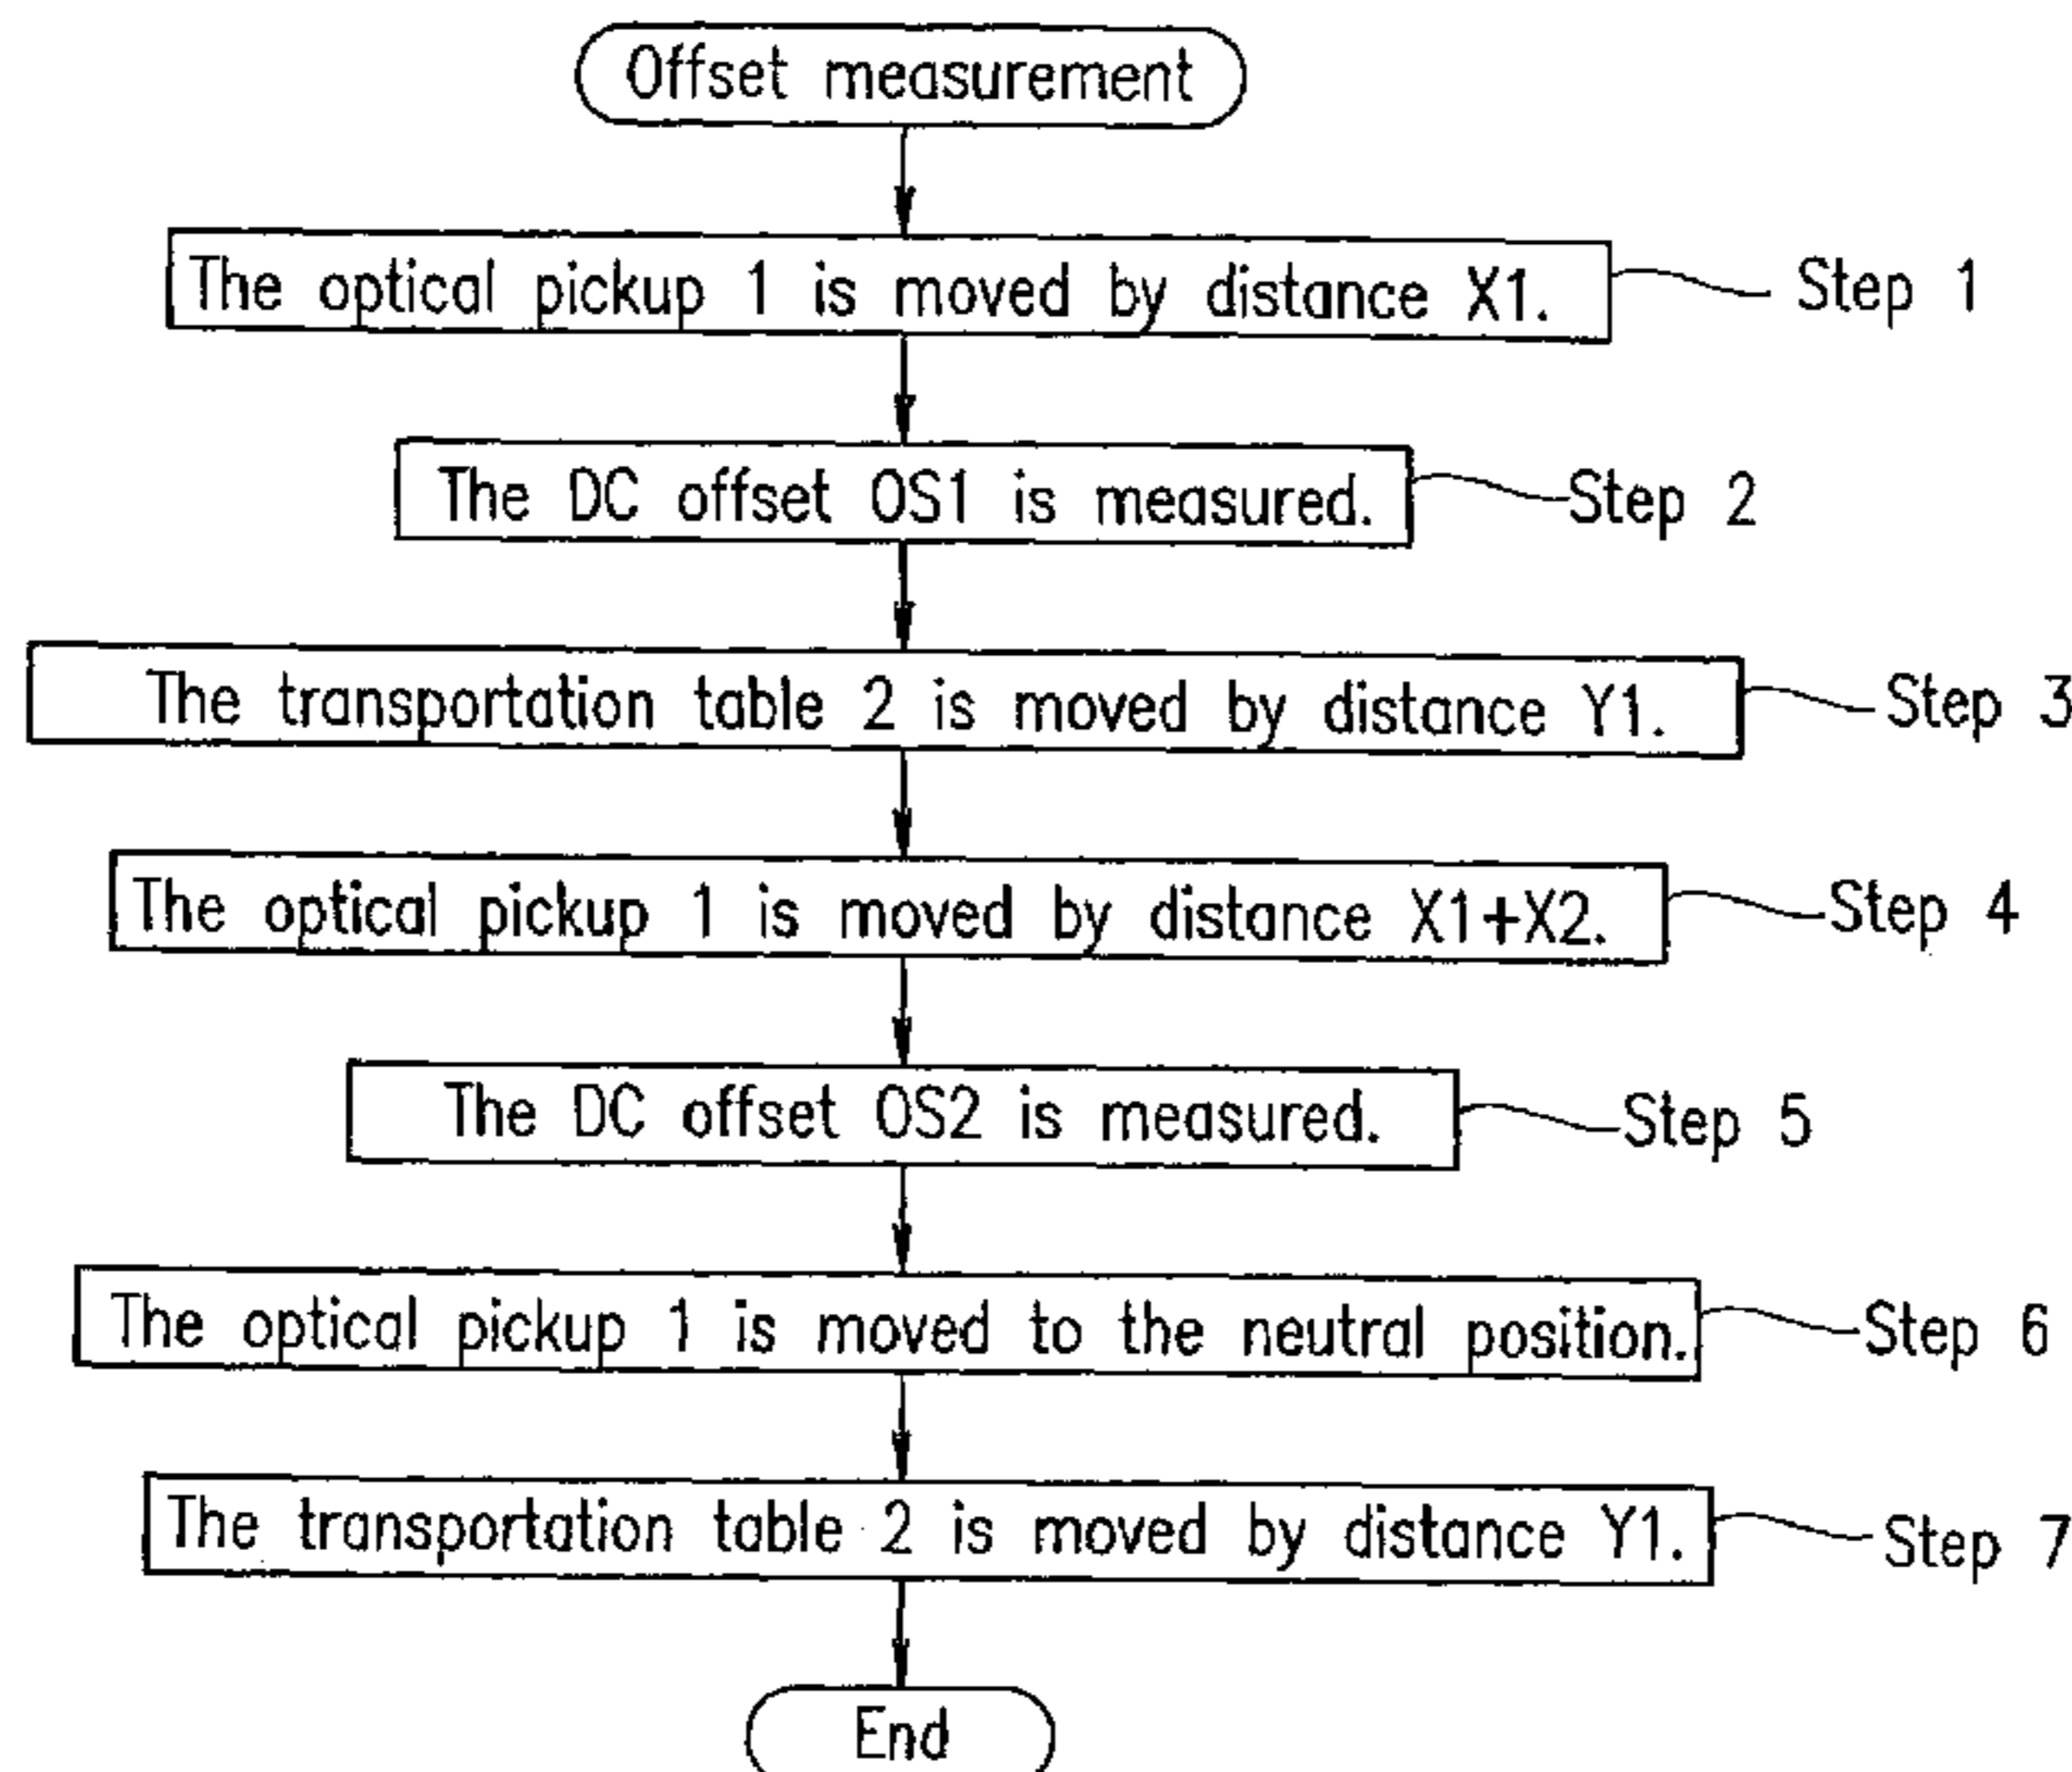 Offset measurement
The optical pickup 1 is moved by distance X1.
Step 1
The DC offset OS1 is measured.
Step 2
The transportation table 2 is moved by distance Y1.
Step 3
The optical pickup 1 is moved by distance X1+X2.
Step 4
The DC offset OS2 is measured.
Step 5
The optical pickup 1 is moved to the neutral position.
Step 6
The transportation table 2 is moved by distance Y1.
Step 7
End